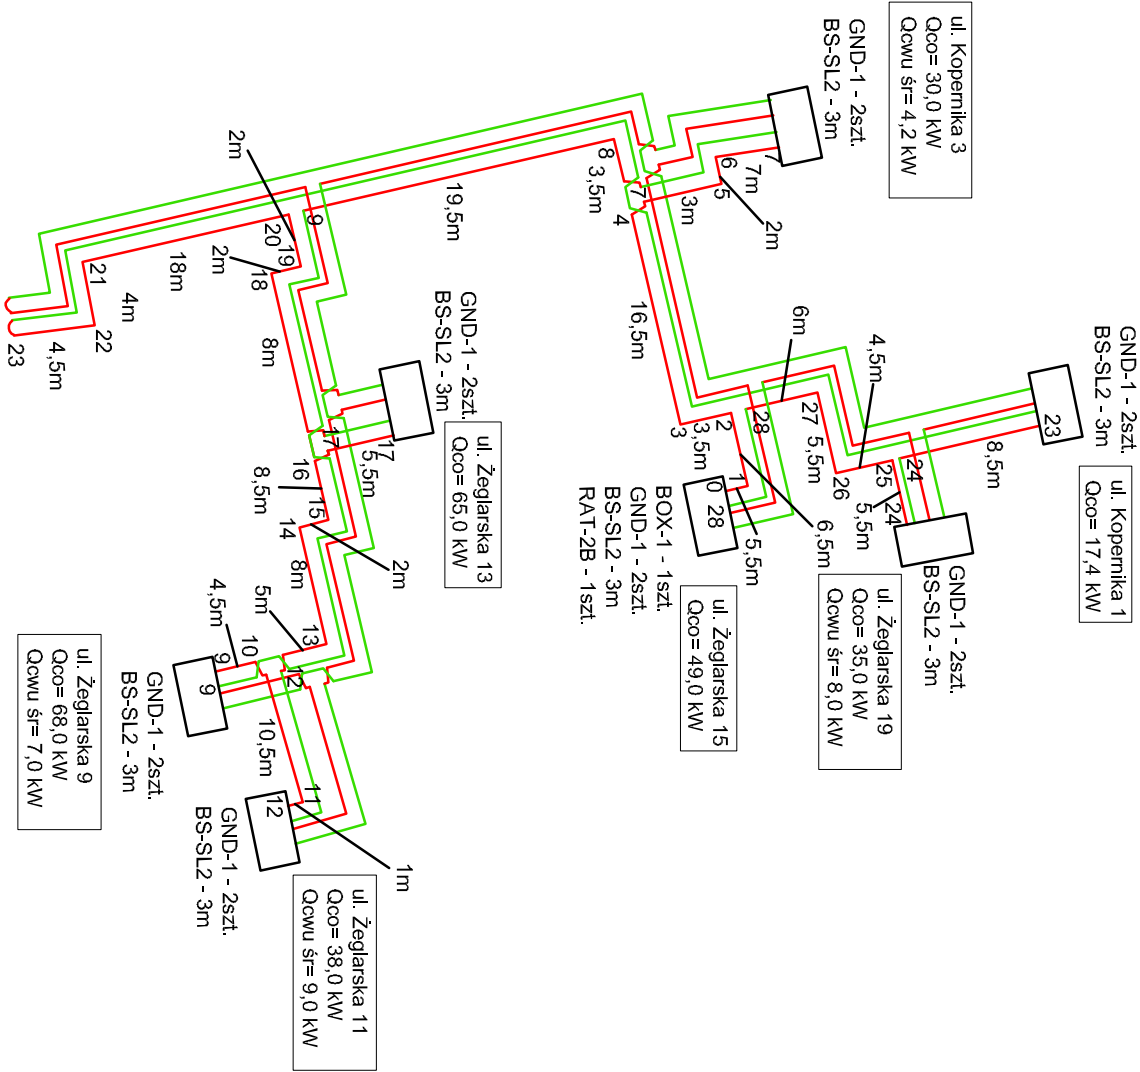 ul. Kopernika 3
Qco= 30,0 kW
Qcwu śr= 4,2 kW
GND-1 - 2szt.
BS-SL2 - 3m
7
7m
6
5
2m
3m
7
4
8
3,5m
19,5m
2m
9
20
19
2m
18
18m
21
4m
22
4,5m
23
8m
16,5m
GND-1 - 2szt.
BS-SL2 - 3m
ul. Żeglarska 13
Qco= 65,0 kW
17
17
5,5m
16
8,5m
15
14
2m
8m
5m
13
12
10
4,5m
9
9
GND-1 - 2szt.
BS-SL2 - 3m
ul. Żeglarska 9
Qco= 68,0 kW
Qcwu śr= 7,0 kW
10,5m
11
12
1m
GND-1 - 2szt.
BS-SL2 - 3m
ul. Żeglarska 11
Qco= 38,0 kW
Qcwu śr= 9,0 kW
3
3,5m
2
28
1
0
28
5,5m
6,5m
BOX-1 - 1szt.
GND-1 - 2szt.
BS-SL2 - 3m
RAT-2B - 1szt.
ul. Żeglarska 15
Qco= 49,0 kW
6m
27
5,5m
26
4,5m
25
24
24
5,5m
8,5m
23
GND-1 - 2szt.
BS-SL2 - 3m
ul. Kopernika 1
Qco= 17,4 kW
GND-1 - 2szt.
BS-SL2 - 3m
ul. Żeglarska 19
Qco= 35,0 kW
Qcwu śr= 8,0 kW